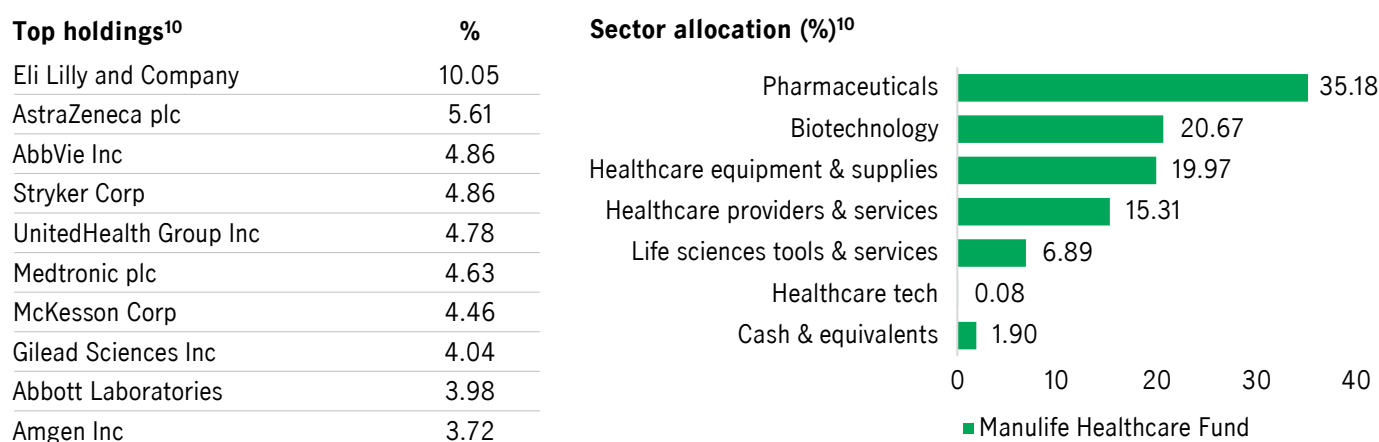 Top holdings¹⁰ %
Eli Lilly and Company 10.05
AstraZeneca plc 5.61
AbbVie Inc 4.86
Stryker Corp 4.86
UnitedHealth Group Inc 4.78
Medtronic plc 4.63
McKesson Corp 4.46
Gilead Sciences Inc 4.04
Abbott Laboratories 3.98
Amgen Inc 3.72
Sector allocation (%)¹⁰
Pharmaceuticals 35.18
Biotechnology 20.67
Healthcare equipment & supplies 19.97
Healthcare providers & services 15.31
Life sciences tools & services 6.89
Healthcare tech 0.08
Cash & equivalents 1.90
0 10 20 30 40
Manulife Healthcare Fund